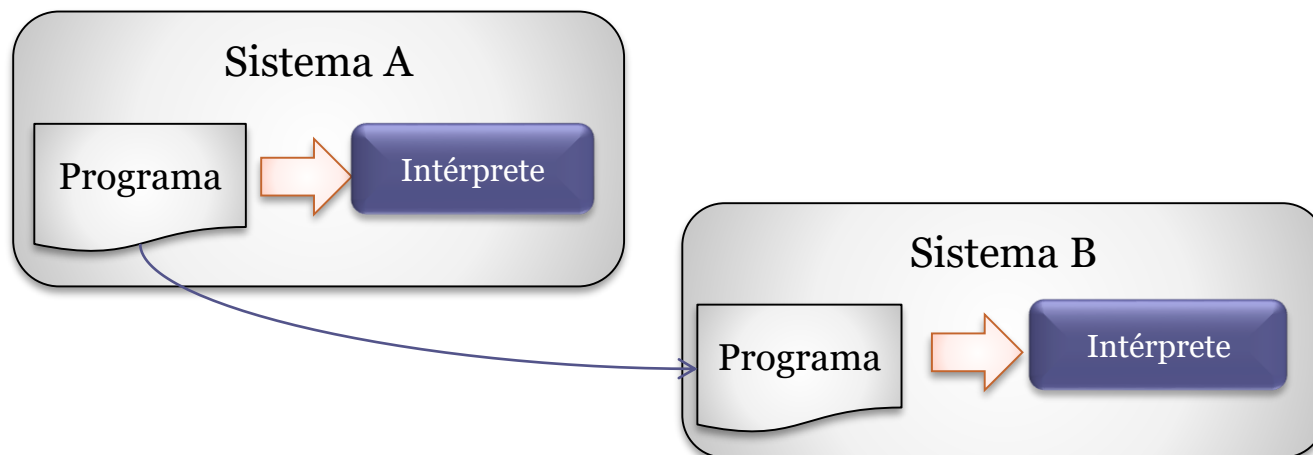 Sistema A
Programa
Intérprete
Sistema B
Programa
Intérprete